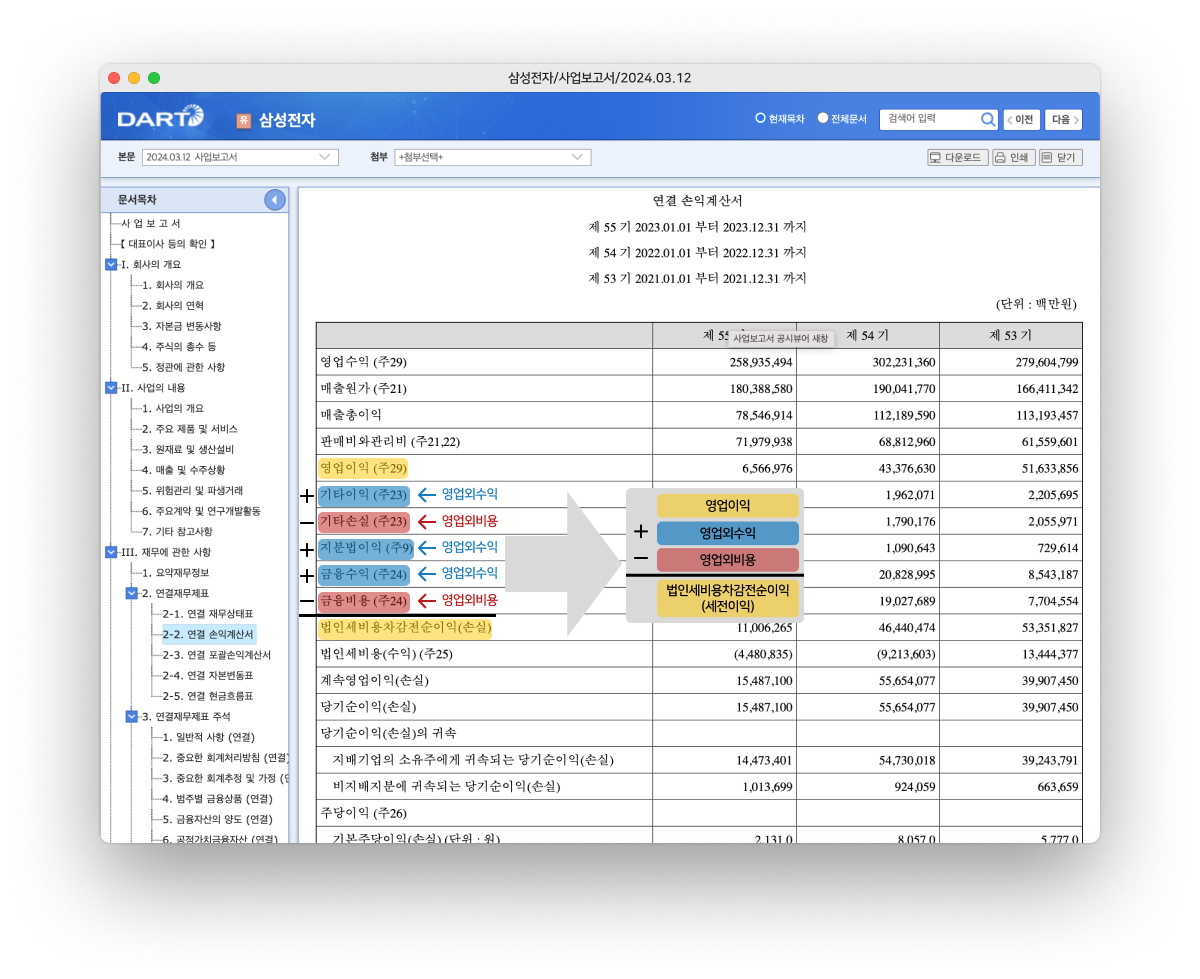 삼성전자/사업보고서/2024.03.12
DART 유 삼성전자 현재목차 전체문서 검색어 입력 이전 다음
본문 2024.03.12 사업보고서 첨부 +첨부선택+ 다운로드 인쇄 닫기
문서목차
사 업 보 고 서
【 대표이사 등의 확인 】
I. 회사의 개요
1. 회사의 개요
2. 회사의 연혁
3. 자본금 변동사항
4. 주식의 총수 등
5. 정관에 관한 사항
II. 사업의 내용
1. 사업의 개요
2. 주요 제품 및 서비스
3. 원재료 및 생산설비
4. 매출 및 수주상황
5. 위험관리 및 파생거래
6. 주요계약 및 연구개발활동
7. 기타 참고사항
III. 재무에 관한 사항
1. 요약재무정보
2. 연결재무제표
2-1. 연결 재무상태표
2-2. 연결 손익계산서
2-3. 연결 포괄손익계산서
2-4. 연결 자본변동표
2-5. 연결 현금흐름표
3. 연결재무제표 주석
1. 일반적 사항 (연결)
2. 중요한 회계처리방침 (연결)
3. 중요한 회계추정 및 가정 (연
4. 범주별 금융상품 (연결)
5. 금융자산의 양도 (연결)
6. 공정가치금융자산 (연결)
연결 손익계산서
제 55 기 2023.01.01 부터 2023.12.31 까지
제 54 기 2022.01.01 부터 2022.12.31 까지
제 53 기 2021.01.01 부터 2021.12.31 까지
(단위 : 백만원)
제 55 제 54 기 제 53 기
사업보고서 공시뷰어 새창
영업수익 (주29) 258,935,494 302,231,360 279,604,799
매출원가 (주21) 180,388,580 190,041,770 166,411,342
매출총이익 78,546,914 112,189,590 113,193,457
판매비와관리비 (주21,22) 71,979,938 68,812,960 61,559,601
영업이익 (주29) 6,566,976 43,376,630 51,633,856
+ 기타이익 (주23) ← 영업외수익 1,962,071 2,205,695
− 기타손실 (주23) ← 영업외비용 1,790,176 2,055,971
+ 지분법이익 (주9) ← 영업외수익 1,090,643 729,614
+ 금융수익 (주24) ← 영업외수익 20,828,995 8,543,187
− 금융비용 (주24) ← 영업외비용 19,027,689 7,704,554
영업이익
+ 영업외수익
− 영업외비용
법인세비용차감전순이익
(세전이익)
법인세비용차감전순이익(손실) 11,006,265 46,440,474 53,351,827
법인세비용(수익) (주25) (4,480,835) (9,213,603) 13,444,377
계속영업이익(손실) 15,487,100 55,654,077 39,907,450
당기순이익(손실) 15,487,100 55,654,077 39,907,450
당기순이익(손실)의 귀속
지배기업의 소유주에게 귀속되는 당기순이익(손실) 14,473,401 54,730,018 39,243,791
비지배지분에 귀속되는 당기순이익(손실) 1,013,699 924,059 663,659
주당이익 (주26)
기본주당이익(손실) (단위 : 원) 2,131.0 8,057.0 5,777.0